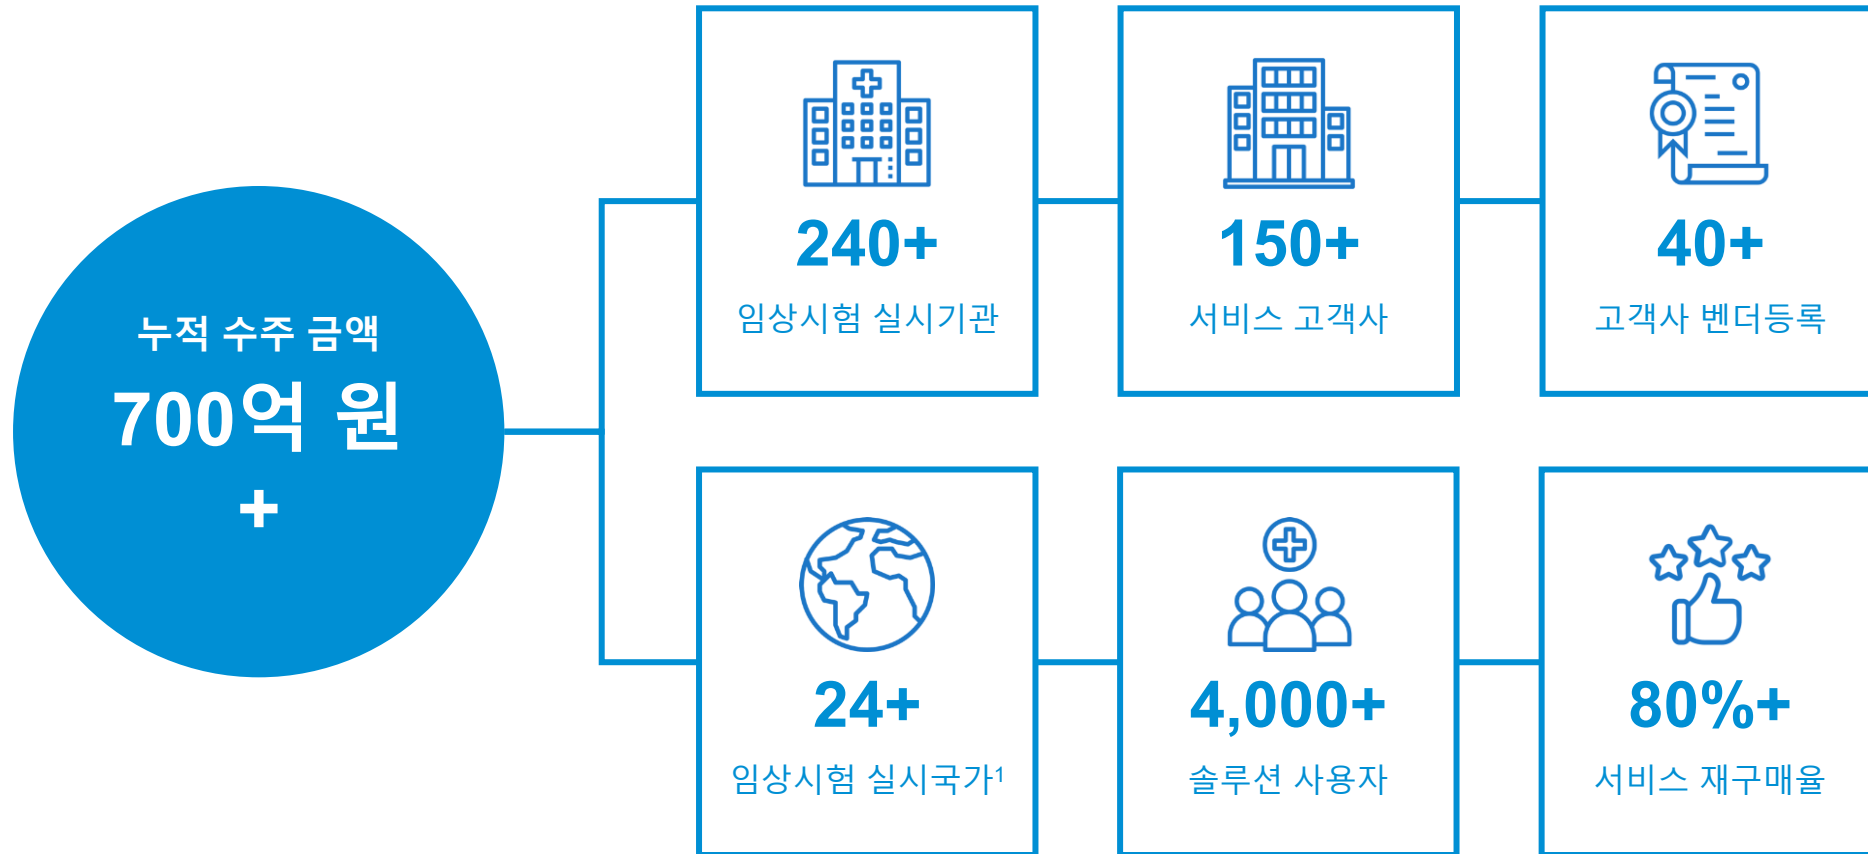 누적 수주 금액
700억 원
+
240+
임상시험 실시기관
150+
서비스 고객사
40+
고객사 벤더등록
24+
임상시험 실시국가¹
4,000+
솔루션 사용자
80%+
서비스 재구매율